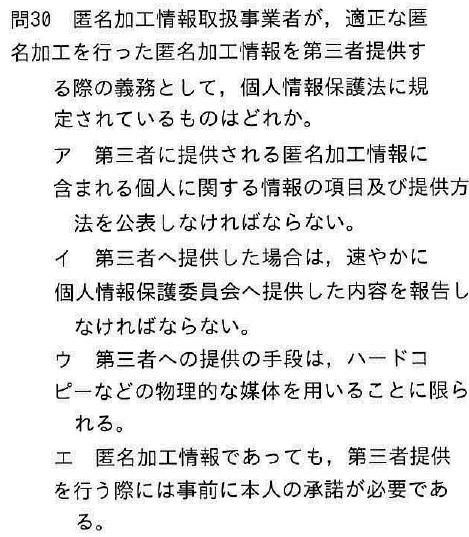 問30　匿名加工情報取扱事業者が，適正な匿
名加工を行った匿名加工情報を第三者提供す
る際の義務として，個人情報保護法に規
定されているものはどれか。
ア　第三者に提供される匿名加工情報に
含まれる個人に関する情報の項目及び提供方
法を公表しなければならない。
イ　第三者へ提供した場合は，速やかに
個人情報保護委員会へ提供した内容を報告し
なければならない。
ウ　第三者への提供の手段は，ハードコ
ピーなどの物理的な媒体を用いることに限ら
れる。
エ　匿名加工情報であっても，第三者提供
を行う際には事前に本人の承諾が必要であ
る。